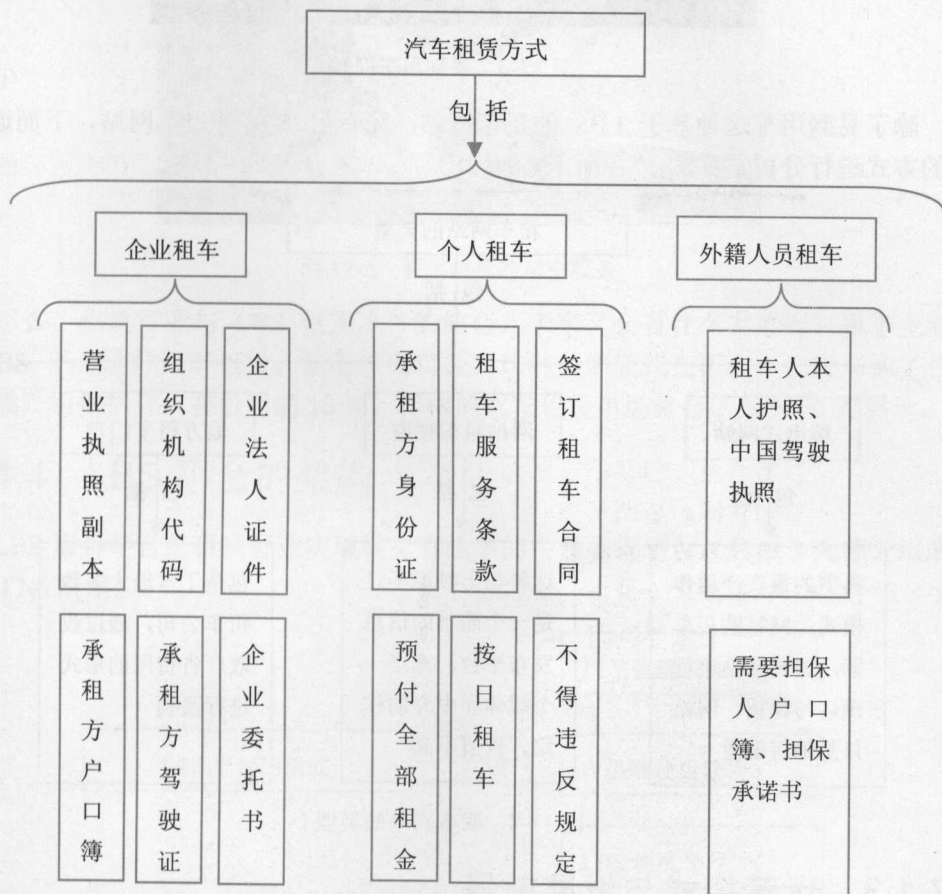 汽车租赁方式
包括
企业租车
个人租车
外籍人员租车
营业执照副本
组织机构代码
企业法人证件
承租方身份证
租车服务条款
签订租车合同
租车人本
人护照、
中国驾驶
执照
承租方户口簿
承租方驾驶证
企业委托书
预付全部租金
按日租车
不得违反规定
需要担保
人户口
簿、担保
承诺书